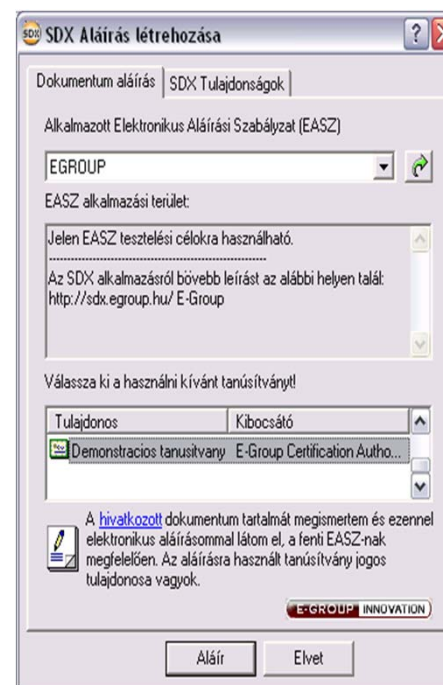 SDX Aláírás létrehozása
Dokumentum aláírás SDX Tulajdonságok
Alkalmazott Elektronikus Aláírási Szabályzat (EASZ)
EGROUP
EASZ alkalmazási terület:
Jelen EASZ tesztelési célokra használható.
------------------------------------------------------
Az SDX alkalmazásról bövebb leírást az alábbi helyen talál:
http://sdx.egroup.hu/ E-Group
Válassza ki a használni kívánt tanúsítványt!
Tulajdonos Kibocsátó
Demonstracios tanusitvany E-Group Certification Autho...
A hivatkozott dokumentum tartalmát megismertem és ezennel
elektronikus aláírásommal látom el, a fenti EASZ-nak
megfelelően. Az aláírásra használt tanúsítvány jogos
tulajdonosa vagyok.
E-GROUP INNOVATION
Aláír Elvet